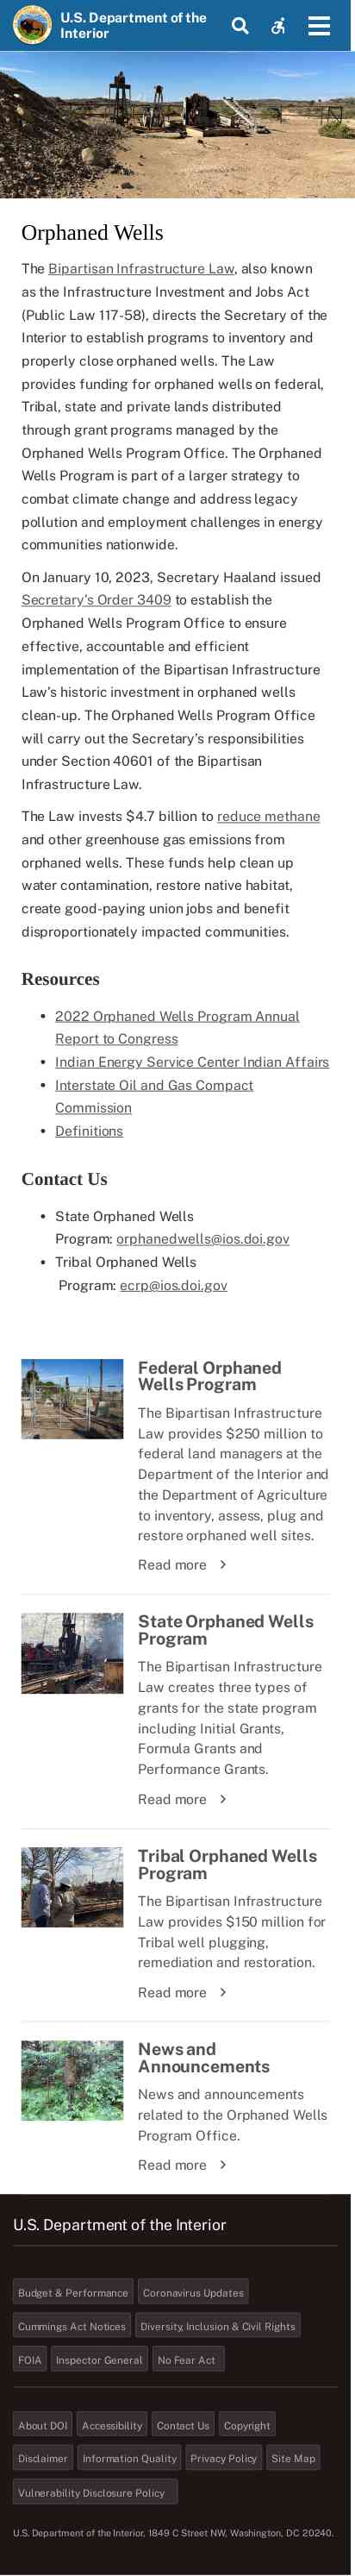 U.S. Department of the
Interior
Orphaned Wells
The Bipartisan Infrastructure Law, also known
as the Infrastructure Investment and Jobs Act
(Public Law 117-58), directs the Secretary of the
Interior to establish programs to inventory and
properly close orphaned wells. The Law
provides funding for orphaned wells on federal,
Tribal, state and private lands distributed
through grant programs managed by the
Orphaned Wells Program Office. The Orphaned
Wells Program is part of a larger strategy to
combat climate change and address legacy
pollution and employment challenges in energy
communities nationwide.
On January 10, 2023, Secretary Haaland issued
Secretary's Order 3409 to establish the
Orphaned Wells Program Office to ensure
effective, accountable and efficient
implementation of the Bipartisan Infrastructure
Law's historic investment in orphaned wells
clean-up. The Orphaned Wells Program Office
will carry out the Secretary's responsibilities
under Section 40601 of the Bipartisan
Infrastructure Law.
The Law invests $4.7 billion to reduce methane
and other greenhouse gas emissions from
orphaned wells. These funds help clean up
water contamination, restore native habitat,
create good-paying union jobs and benefit
disproportionately impacted communities.
Resources
• 2022 Orphaned Wells Program Annual
Report to Congress
• Indian Energy Service Center Indian Affairs
• Interstate Oil and Gas Compact
Commission
• Definitions
Contact Us
• State Orphaned Wells
Program: orphanedwells@ios.doi.gov
• Tribal Orphaned Wells
Program: ecrp@ios.doi.gov
Federal Orphaned
Wells Program
The Bipartisan Infrastructure
Law provides $250 million to
federal land managers at the
Department of the Interior and
the Department of Agriculture
to inventory, assess, plug and
restore orphaned well sites.
Read more
State Orphaned Wells
Program
The Bipartisan Infrastructure
Law creates three types of
grants for the state program
including Initial Grants,
Formula Grants and
Performance Grants.
Read more
Tribal Orphaned Wells
Program
The Bipartisan Infrastructure
Law provides $150 million for
Tribal well plugging,
remediation and restoration.
Read more
News and
Announcements
News and announcements
related to the Orphaned Wells
Program Office.
Read more
U.S. Department of the Interior
Budget & Performance Coronavirus Updates
Cummings Act Notices Diversity, Inclusion & Civil Rights
FOIA Inspector General No Fear Act
About DOI Accessibility Contact Us Copyright
Disclaimer Information Quality Privacy Policy Site Map
Vulnerability Disclosure Policy
U.S. Department of the Interior, 1849 C Street NW, Washington, DC 20240.